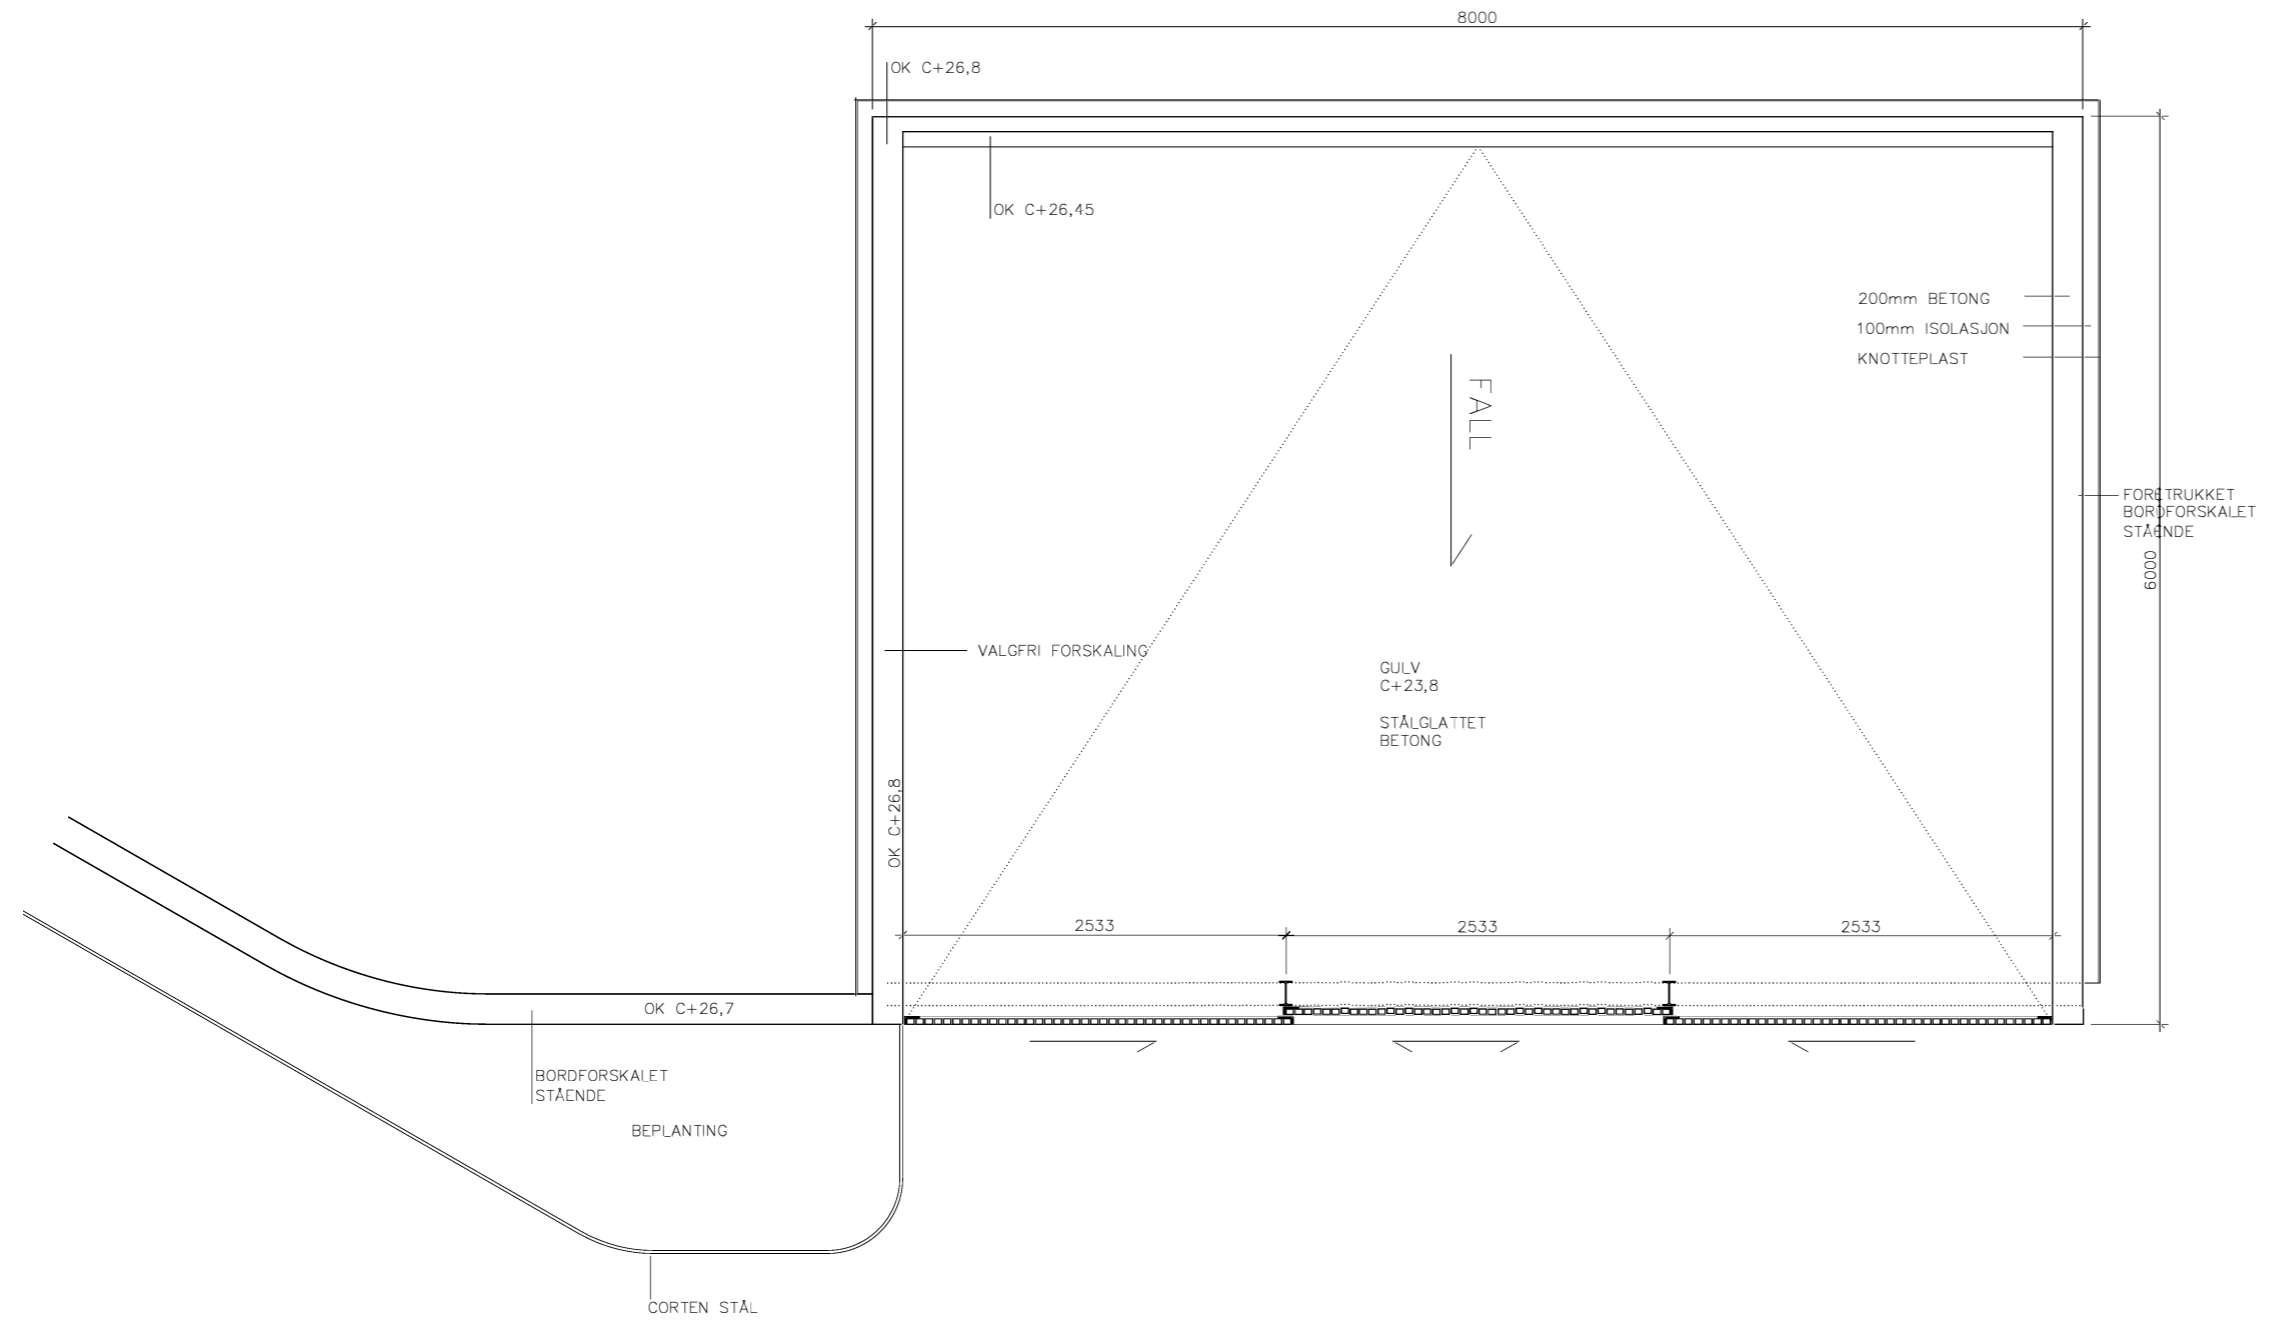 8000
OK C+26,8
OK C+26,45
200mm BETONG
100mm ISOLASJON
KNOTTEPLAST
FALL
FORETRUKKET
BORDFORSKALET
STÅENDE
6000
VALGFRI FORSKALING
GULV
C+23,8
STÅLGLATTET
BETONG
OK C+26,8
2533
2533
2533
OK C+26,7
BORDFORSKALET
STÅENDE
BEPLANTING
CORTEN STÅL